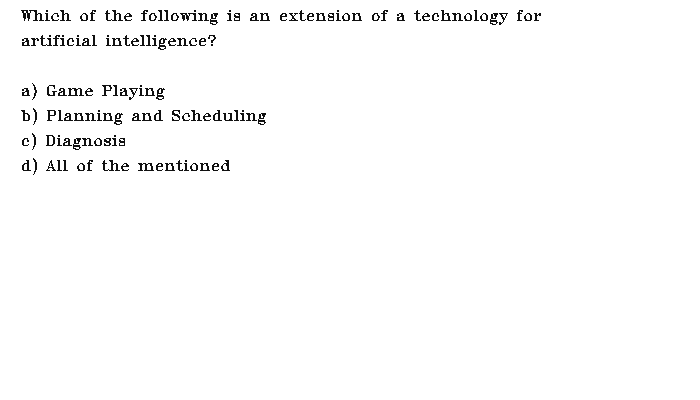 Which of the following is an extension of a technology for
artificial intelligence?
a) Game Playing
b) Planning and Scheduling
c) Diagnosis
d) All of the mentioned